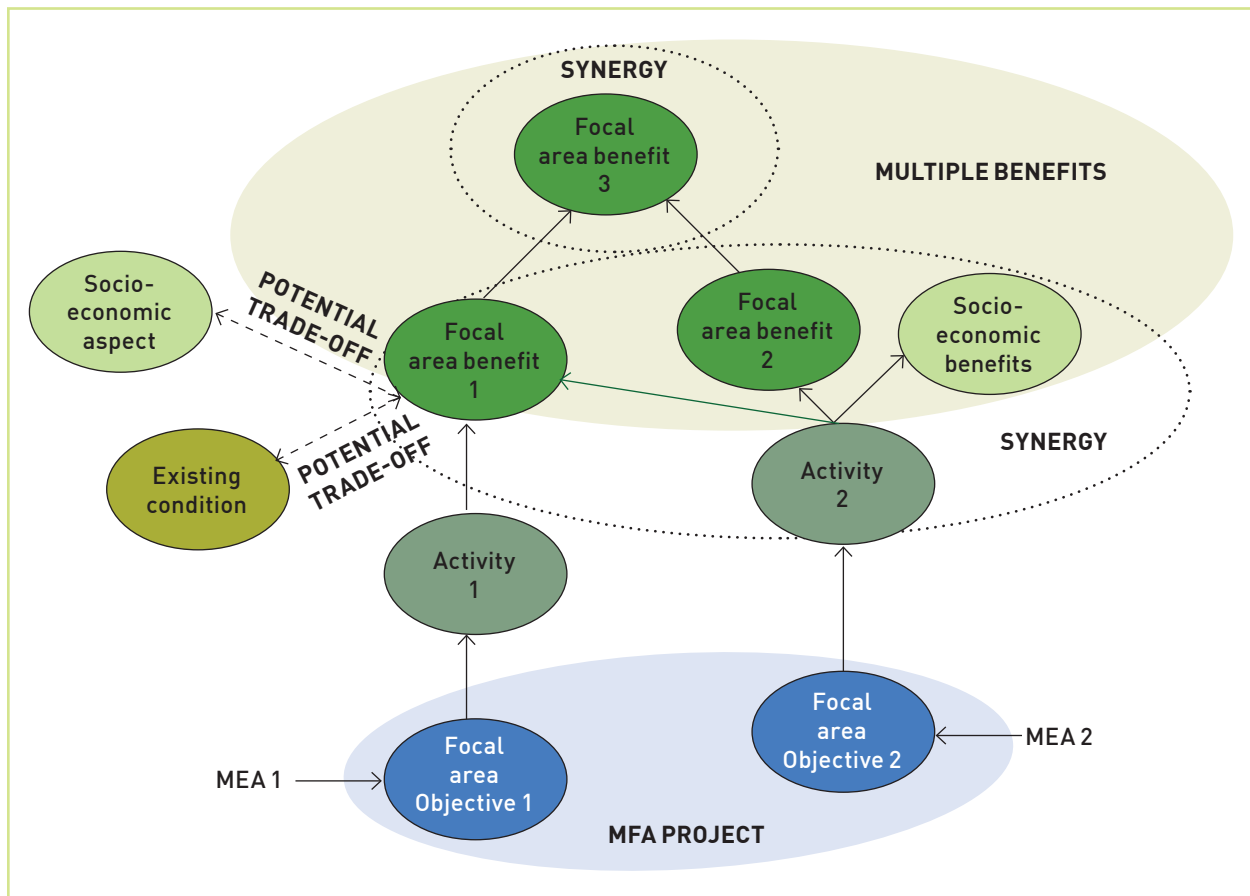 SYNERGY
Focal
area benefit
3
MULTIPLE BENEFITS
Socio-
economic
aspect
POTENTIAL
TRADE-OFF
Focal
area benefit
1
Focal
area benefit
2
Socio-
economic
benefits
POTENTIAL
TRADE-OFF
SYNERGY
Existing
condition
Activity
2
Activity
1
Focal
area
Objective 1
Focal
area
Objective 2
MEA 1
MEA 2
MFA PROJECT